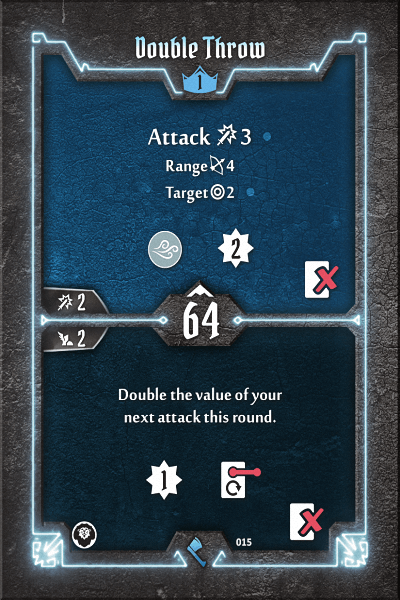 Double Throw
1
Attack 3
Range 4
Target 2
2
2
64
2
Double the value of your
next attack this round.
1
015